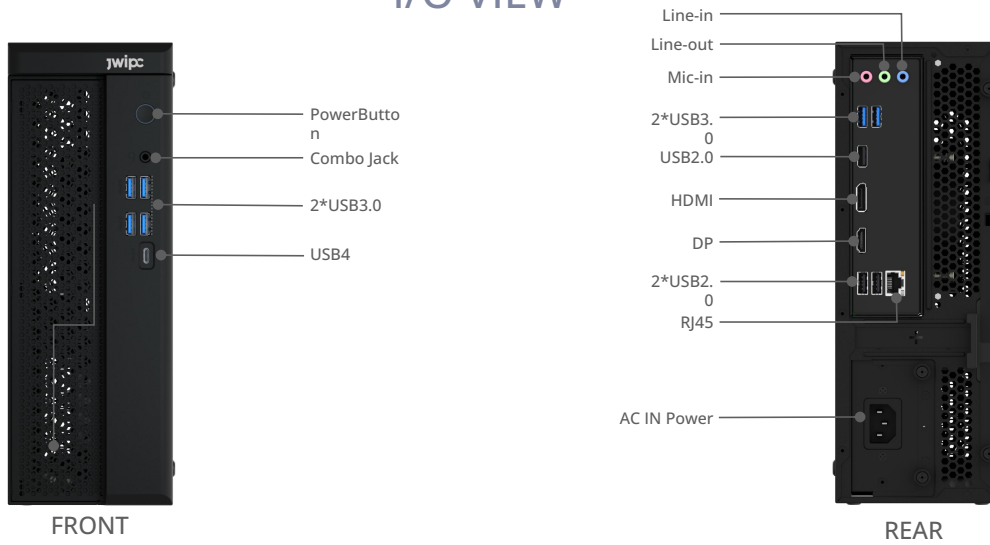 I/O VIEW
Line-in
Line-out
Mic-in
2*USB3.
0
USB2.0
HDMI
DP
2*USB2.
0
RJ45
AC IN Power
REAR
jwipc
PowerButto
n
Combo Jack
2*USB3.0
USB4
FRONT